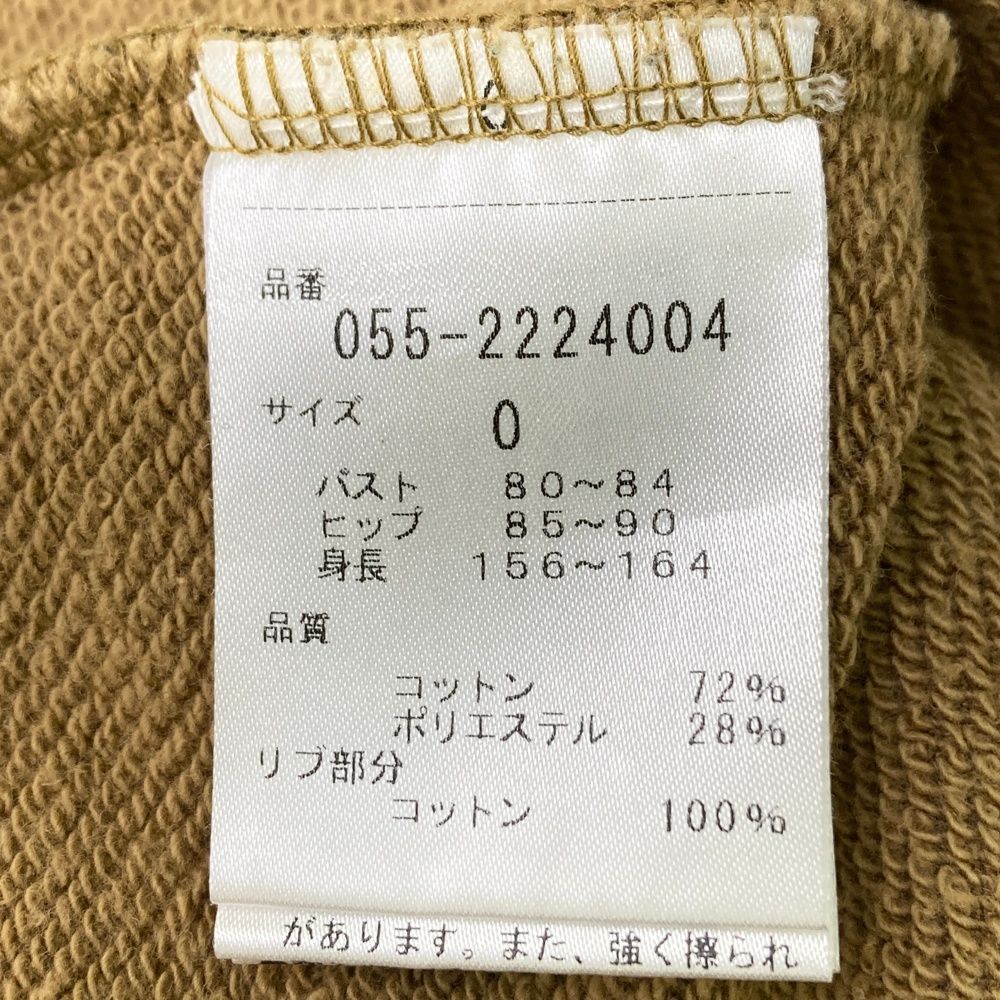 品番
055-2224004
サイズ 0
バスト 80〜84
ヒップ 85〜90
身長 156〜164
品質
コットン 72%
ポリエステル 28%
リブ部分
コットン 100%
があります。また、強く擦られ